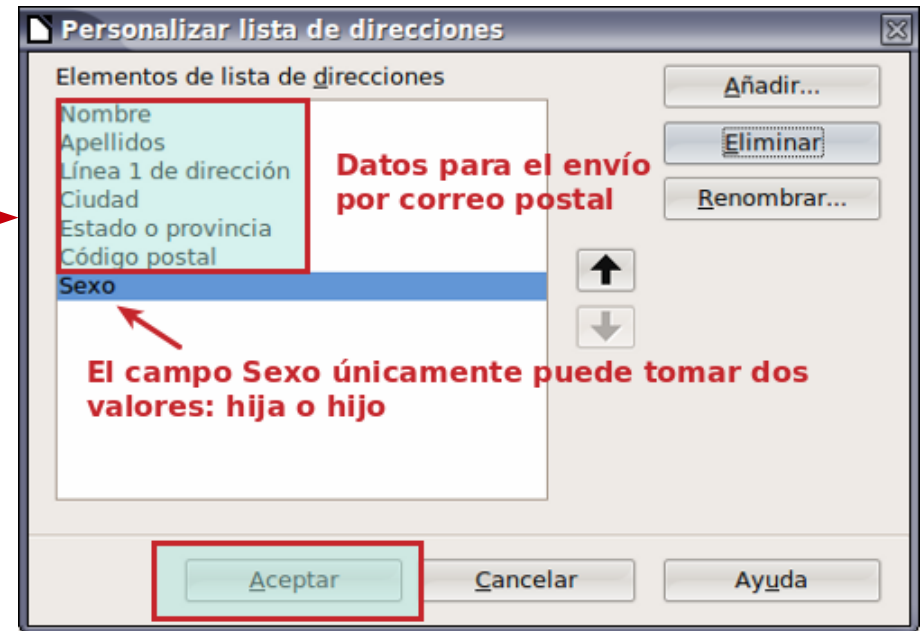 Personalizar lista de direcciones
Elementos de lista de direcciones
Nombre
Apellidos
Línea 1 de dirección
Ciudad
Estado o provincia
Código postal
Sexo
Datos para el envío
por correo postal
El campo Sexo únicamente puede tomar dos
valores: hija o hijo
Añadir...
Eliminar
Renombrar...
Aceptar
Cancelar
Ayuda